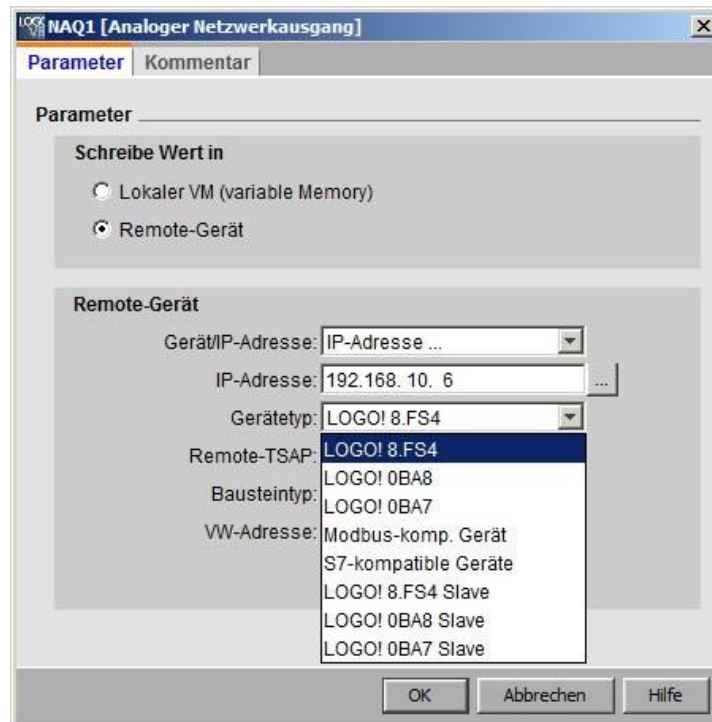 NAQ1 [Analoger Netzwerkausgang]
Parameter Kommentar
Parameter
Schreibe Wert in
Lokaler VM (variable Memory)
Remote-Gerät
Remote-Gerät
Gerät/IP-Adresse: IP-Adresse ...
IP-Adresse: 192.168. 10. 6 ...
Gerätetyp: LOGO! 8.FS4
Remote-TSAP: LOGO! 8.FS4
LOGO! 0BA8
Bausteintyp: LOGO! 0BA7
VW-Adresse: Modbus-komp. Gerät
S7-kompatible Geräte
LOGO! 8.FS4 Slave
LOGO! 0BA8 Slave
LOGO! 0BA7 Slave
OK Abbrechen Hilfe